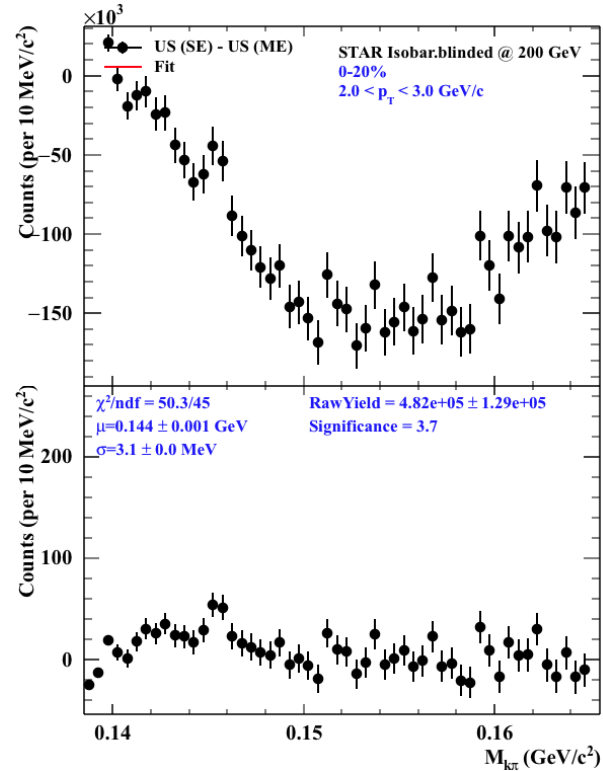 ×10³
US (SE) - US (ME)
Fit
STAR Isobar.blinded @ 200 GeV
0-20%
2.0 < p_T < 3.0 GeV/c
Counts (per 10 MeV/c²)
0
−50
−100
−150
χ²/ndf = 50.3/45
μ=0.144 ± 0.001 GeV
σ=3.1 ± 0.0 MeV
RawYield = 4.82e+05 ± 1.29e+05
Significance = 3.7
Counts (per 10 MeV/c²)
200
100
0
0.14 0.15 0.16
M_kπ (GeV/c²)